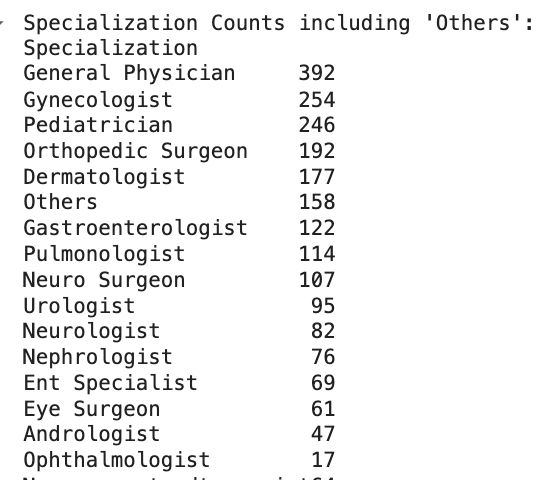 Specialization Counts including 'Others':
Specialization
General Physician 392
Gynecologist 254
Pediatrician 246
Orthopedic Surgeon 192
Dermatologist 177
Others 158
Gastroenterologist 122
Pulmonologist 114
Neuro Surgeon 107
Urologist 95
Neurologist 82
Nephrologist 76
Ent Specialist 69
Eye Surgeon 61
Andrologist 47
Ophthalmologist 17